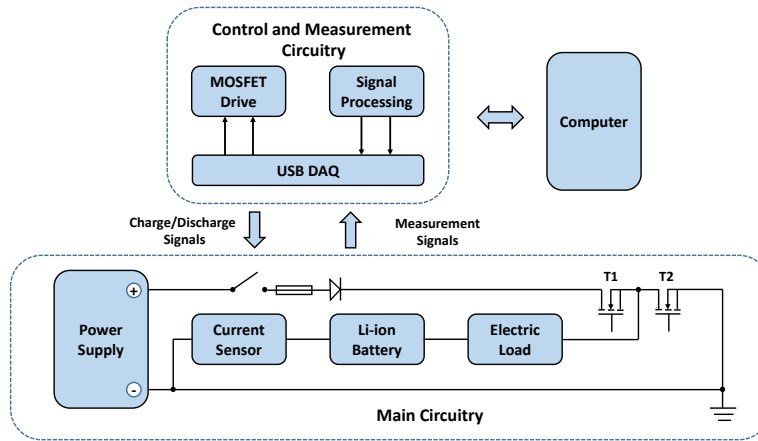 Control and Measurement
Circuitry
MOSFET
Drive
Signal
Processing
USB DAQ
Computer
Charge/Discharge
Signals
Measurement
Signals
Power
Supply
+
-
T1
T2
Current
Sensor
Li-ion
Battery
Electric
Load
Main Circuitry